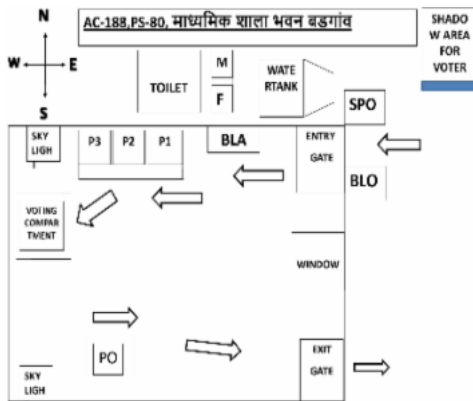 N
AC-188,PS-80, माध्यमिक शाला भवन बडगांव
SHADO
W AREA
FOR
VOTER
W E
S
TOILET
M
F
WATE
RTANK
SPO
SKY
LIGH
P3 P2 P1
BLA
ENTRY
GATE
BLO
VOTING
COMPAR
TMENT
WINDOW
PO
EXIT
GATE
SKY
LIGH